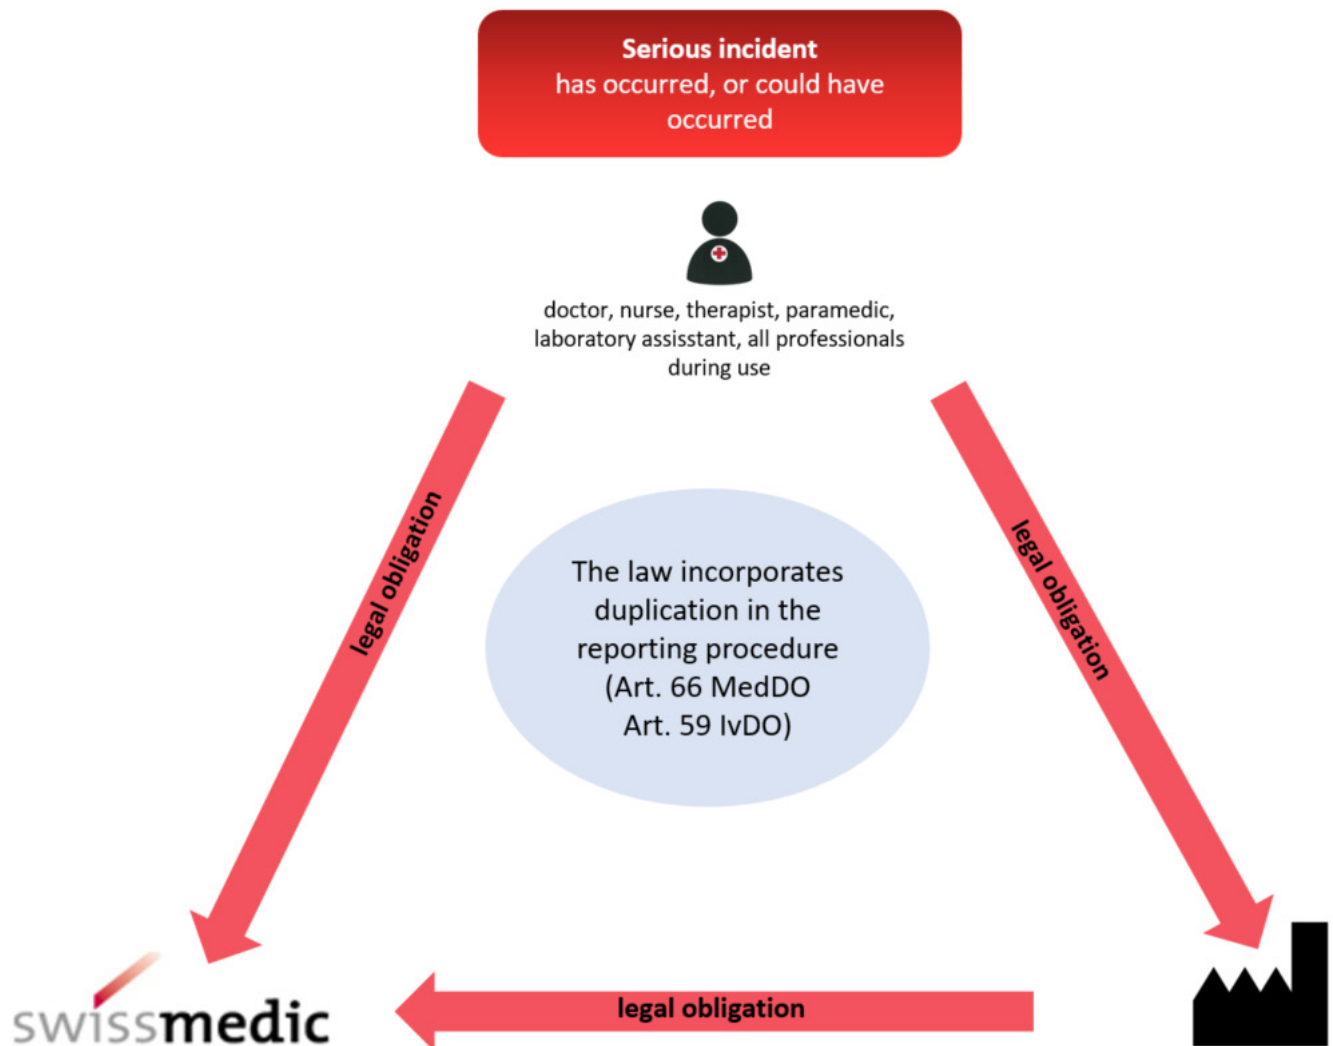 Serious incident
has occurred, or could have
occurred
doctor, nurse, therapist, paramedic,
laboratory assisstant, all professionals
during use
legal obligation
legal obligation
The law incorporates
duplication in the
reporting procedure
(Art. 66 MedDO
Art. 59 IvDO)
swissmedic
legal obligation